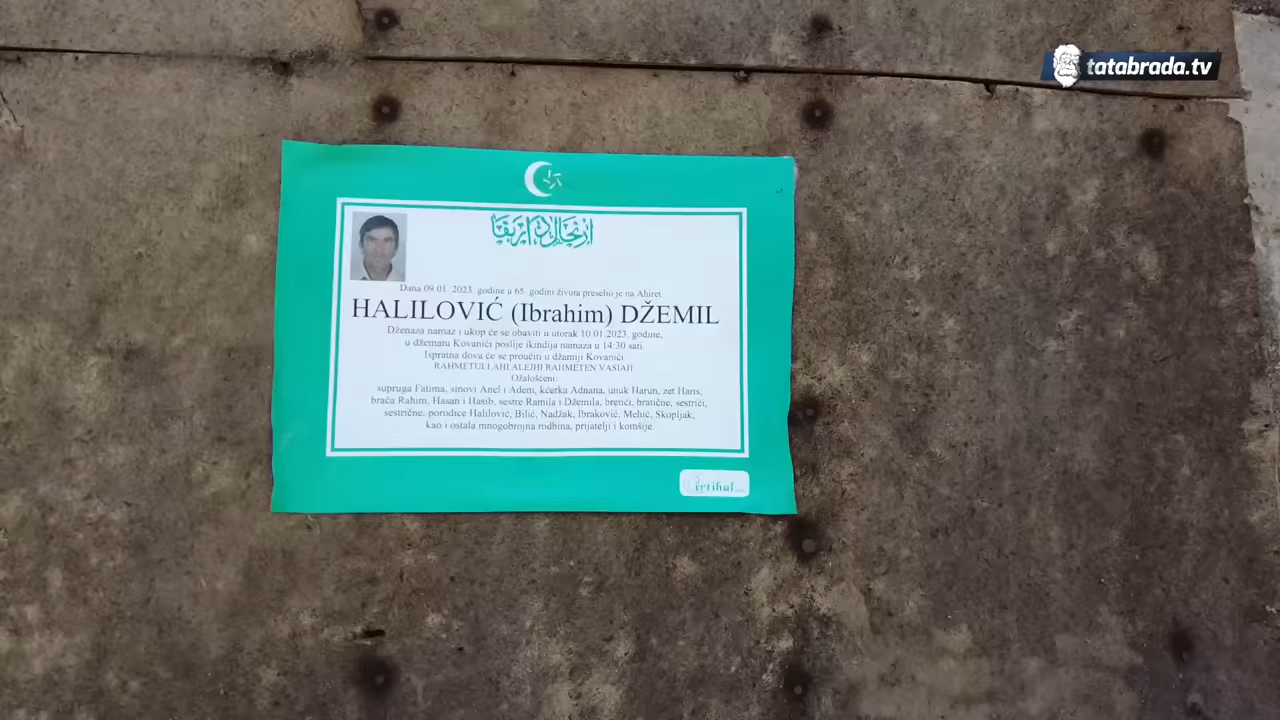 tatabrada.tv
Dana 09.01. 2023. godine u 65. godini života preselio je na Ahiret
HALILOVIĆ (Ibrahim) DŽEMIL
Dženaza namaz i ukop će se obaviti u utorak 10.01.2023. godine,
u džematu Kovanići poslije ikindija namaza u 14:30 sati.
Ispratna dova će se proučiti u džamiji Kovanići
RAHMETULLAHI ALEJHI RAHMETEN VASIAH
Ožalošćeni:
supruga Fatima, sinovi Anel i Adem, kćerka Adnana, unuk Harun, zet Haris,
braća Rahim, Hasan i Hasib, sestre Ramila i Džemila, bretići, bratične, sestrići,
sestrične, porodice Halilović, Bilić, Nadžak, Ibraković, Mehić, Skopljak,
kao i ostala mnogobrojna rodbina, prijatelji i komšije.
irtihal